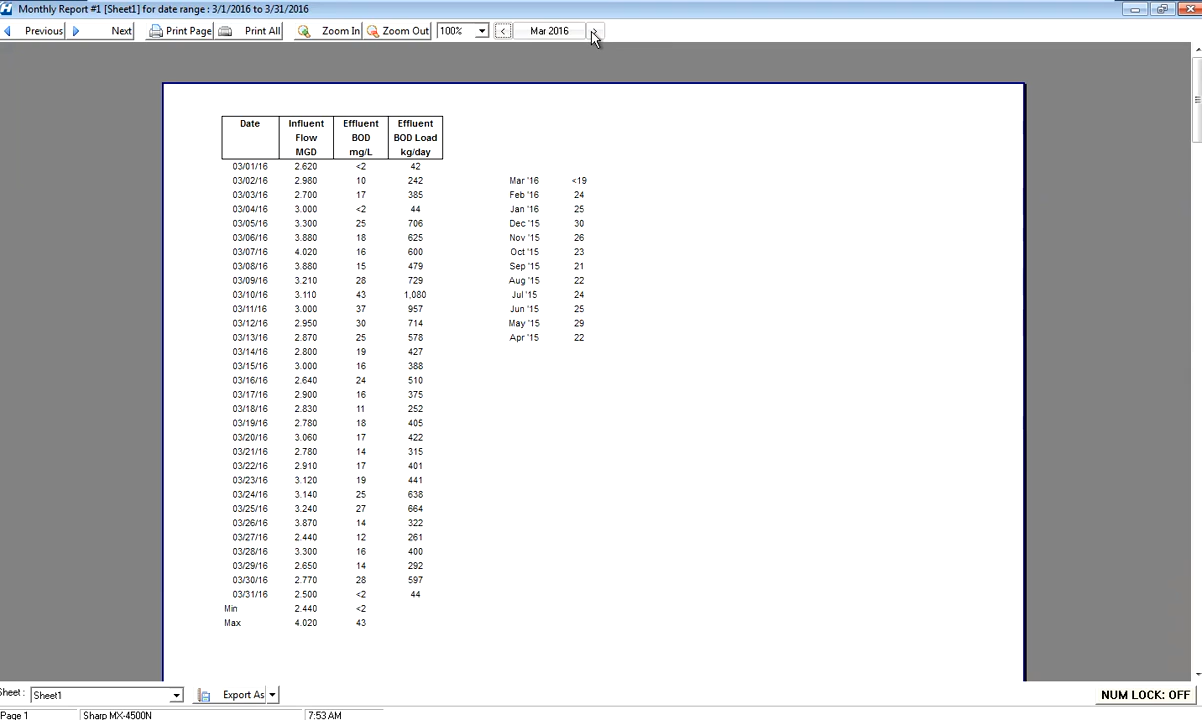 Monthly Report #1 [Sheet1] for date range : 3/1/2016 to 3/31/2016
Previous Next Print Page Print All Zoom In Zoom Out 100% < Mar 2016 >
Date Influent Effluent Effluent
Flow BOD BOD Load
MGD mg/L kg/day
03/01/16 2.620 <2 42
03/02/16 2.980 10 242 Mar '16 <19
03/03/16 2.700 17 385 Feb '16 24
03/04/16 3.000 <2 44 Jan '16 25
03/05/16 3.300 25 706 Dec '15 30
03/06/16 3.880 18 625 Nov '15 26
03/07/16 4.020 16 600 Oct '15 23
03/08/16 3.880 15 479 Sep '15 21
03/09/16 3.210 28 729 Aug '15 22
03/10/16 3.110 43 1,080 Jul '15 24
03/11/16 3.000 37 957 Jun '15 25
03/12/16 2.950 30 714 May '15 29
03/13/16 2.870 25 578 Apr '15 22
03/14/16 2.800 19 427
03/15/16 3.000 16 388
03/16/16 2.640 24 510
03/17/16 2.900 16 375
03/18/16 2.830 11 252
03/19/16 2.780 18 405
03/20/16 3.060 17 422
03/21/16 2.780 14 315
03/22/16 2.910 17 401
03/23/16 3.120 19 441
03/24/16 3.140 25 638
03/25/16 3.240 27 664
03/26/16 3.870 14 322
03/27/16 2.440 12 261
03/28/16 3.300 16 400
03/29/16 2.650 14 292
03/30/16 2.770 28 597
03/31/16 2.500 <2 44
Min 2.440 <2
Max 4.020 43
Sheet : Sheet1 Export As NUM LOCK: OFF
Page 1 Sharp MX-4500N 7:53 AM